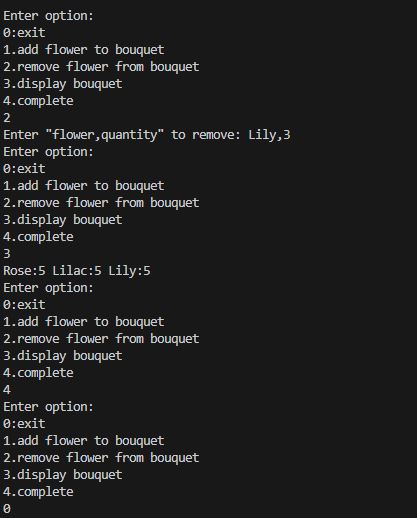 Enter option:
0:exit
1.add flower to bouquet
2.remove flower from bouquet
3.display bouquet
4.complete
2
Enter "flower,quantity" to remove: Lily,3
Enter option:
0:exit
1.add flower to bouquet
2.remove flower from bouquet
3.display bouquet
4.complete
3
Rose:5 Lilac:5 Lily:5
Enter option:
0:exit
1.add flower to bouquet
2.remove flower from bouquet
3.display bouquet
4.complete
4
Enter option:
0:exit
1.add flower to bouquet
2.remove flower from bouquet
3.display bouquet
4.complete
0